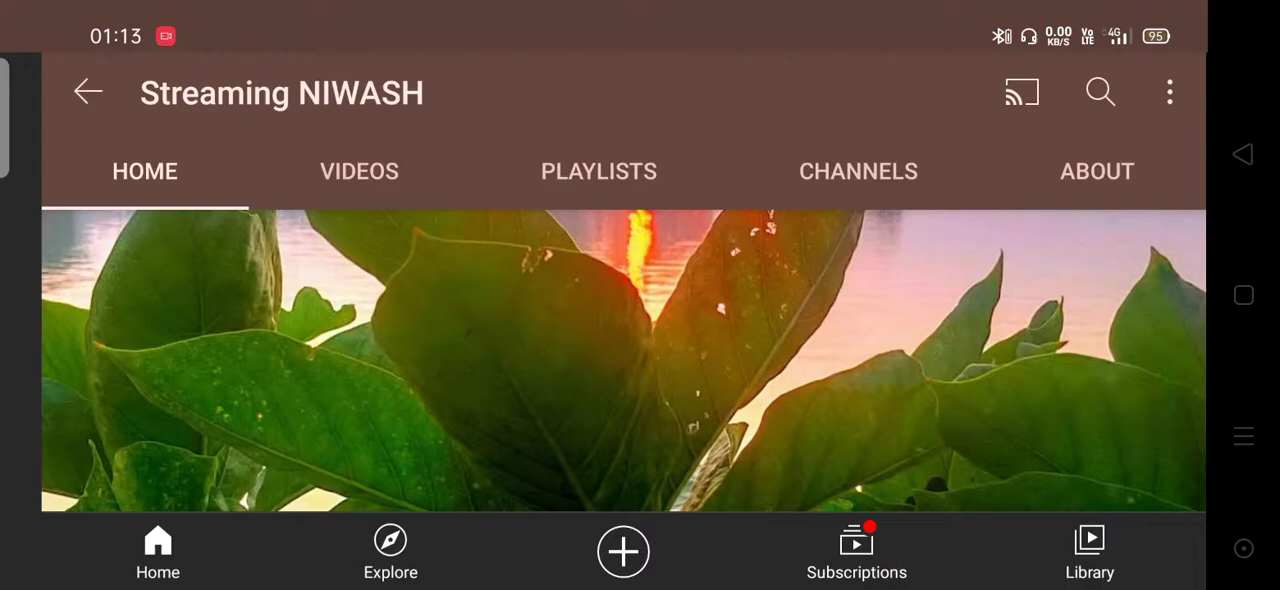 01:13 0.00 KB/S Vo LTE 4G 95
Streaming NIWASH
HOME VIDEOS PLAYLISTS CHANNELS ABOUT
Home Explore Subscriptions Library